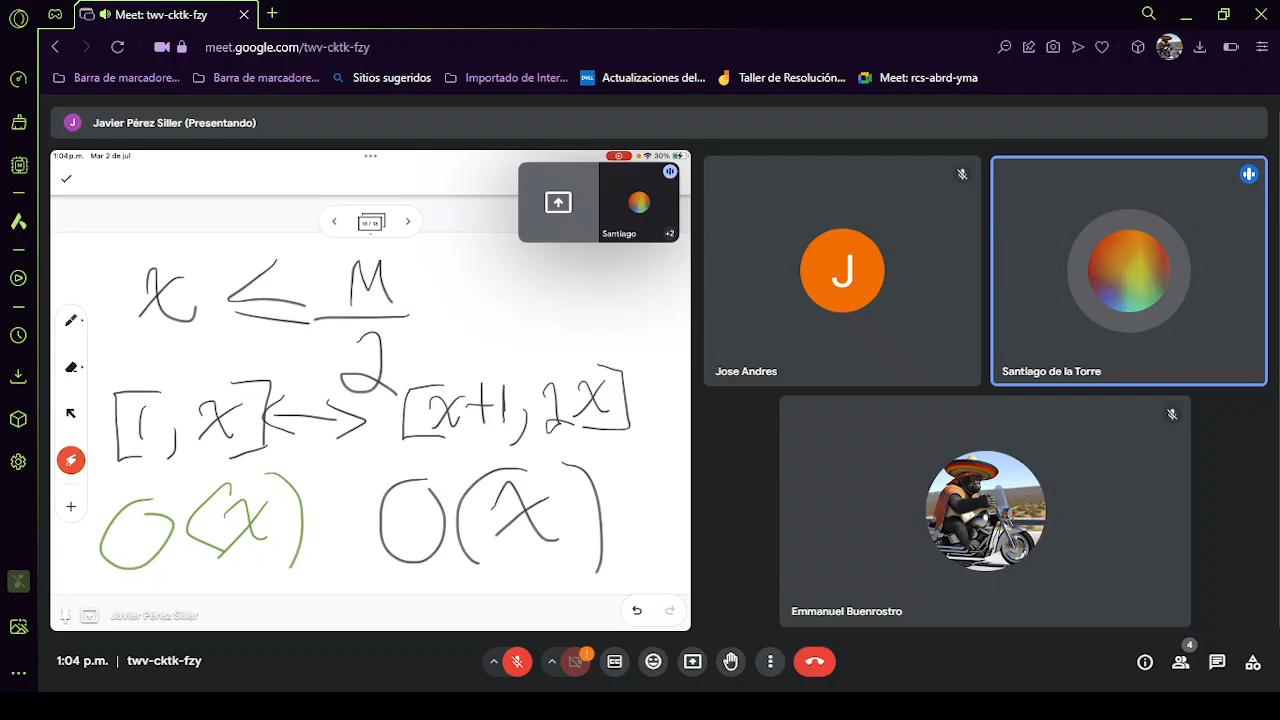 Meet: twv-cktk-fzy
meet.google.com/twv-cktk-fzy
Barra de marcadore...
Barra de marcadore...
Sitios sugeridos
Importado de Inter...
DELL
Actualizaciones del...
Taller de Resolución...
Meet: rcs-abrd-yma
J
Javier Pérez Siller (Presentando)
1:04 p.m. Mar 2 de jul
30%
18 / 18
Santiago
+2
x ≤ M/2
[1, x] <-> [x+1, 2x]
O(x) O(x)
Javier Pérez Siller
J
Jose Andres
Santiago de la Torre
Emmanuel Buenrostro
1:04 p.m. | twv-cktk-fzy
4